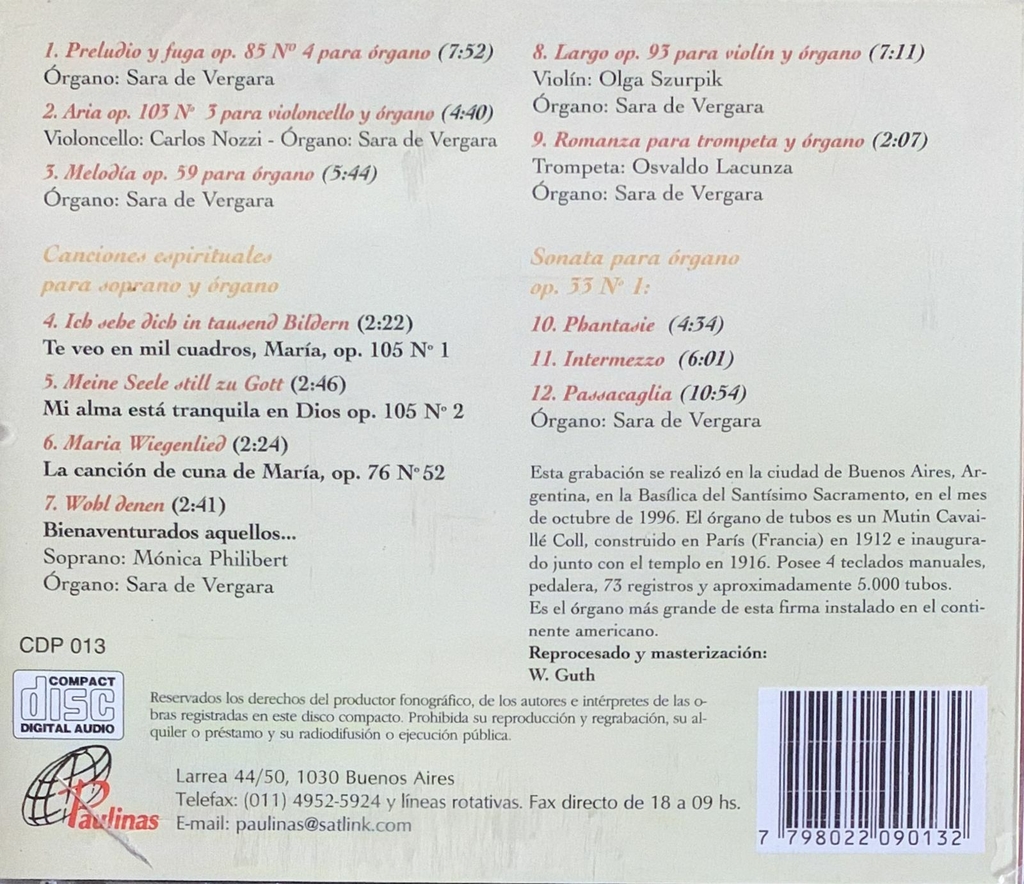 1. Preludio y fuga op. 85 Nº 4 para órgano (7:52)
Órgano: Sara de Vergara
2. Aria op. 103 Nº 3 para violoncello y órgano (4:40)
Violoncello: Carlos Nozzi - Órgano: Sara de Vergara
3. Melodía op. 59 para órgano (5:44)
Órgano: Sara de Vergara
Canciones espirituales
para soprano y órgano
4. Ich sehe dich in tausend Bildern (2:22)
Te veo en mil cuadros, María, op. 105 Nº 1
5. Meine Seele still zu Gott (2:46)
Mi alma está tranquila en Dios op. 105 Nº 2
6. Maria Wiegenlied (2:24)
La canción de cuna de María, op. 76 Nº 52
7. Wohl denen (2:41)
Bienaventurados aquellos...
Soprano: Mónica Philibert
Órgano: Sara de Vergara
8. Largo op. 93 para violín y órgano (7:11)
Violín: Olga Szurpik
Órgano: Sara de Vergara
9. Romanza para trompeta y órgano (2:07)
Trompeta: Osvaldo Lacunza
Órgano: Sara de Vergara
Sonata para órgano
op. 33 Nº 1:
10. Phantasie (4:34)
11. Intermezzo (6:01)
12. Passacaglia (10:54)
Órgano: Sara de Vergara
Esta grabación se realizó en la ciudad de Buenos Aires, Ar-
gentina, en la Basílica del Santísimo Sacramento, en el mes
de octubre de 1996. El órgano de tubos es un Mutin Cavai-
llé Coll, construido en París (Francia) en 1912 e inaugura-
do junto con el templo en 1916. Posee 4 teclados manuales,
pedalera, 73 registros y aproximadamente 5.000 tubos.
Es el órgano más grande de esta firma instalado en el conti-
nente americano.
Reprocesado y masterización:
W. Guth
CDP 013
COMPACT
disc
DIGITAL AUDIO
Reservados los derechos del productor fonográfico, de los autores e intérpretes de las o-
bras registradas en este disco compacto. Prohibida su reproducción y regrabación, su al-
quiler o préstamo y su radiodifusión o ejecución pública.
Paulinas
Larrea 44/50, 1030 Buenos Aires
Telefax: (011) 4952-5924 y líneas rotativas. Fax directo de 18 a 09 hs.
E-mail: paulinas@satlink.com
7 798022 090132